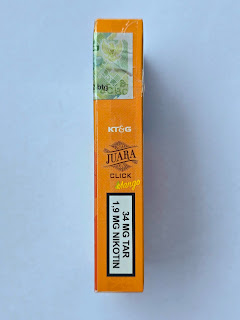 KT&G
JUARA
CLICK
Mango
34 MG TAR
1,9 MG NIKOTIN